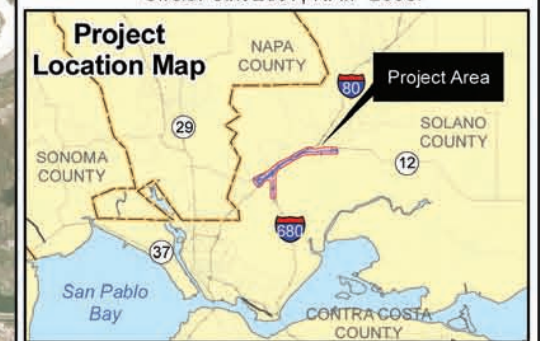 Project
Location Map
NAPA
COUNTY
80
Project Area
29
SOLANO
COUNTY
12
SONOMA
COUNTY
680
37
San Pablo
Bay
CONTRA COSTA
COUNTY